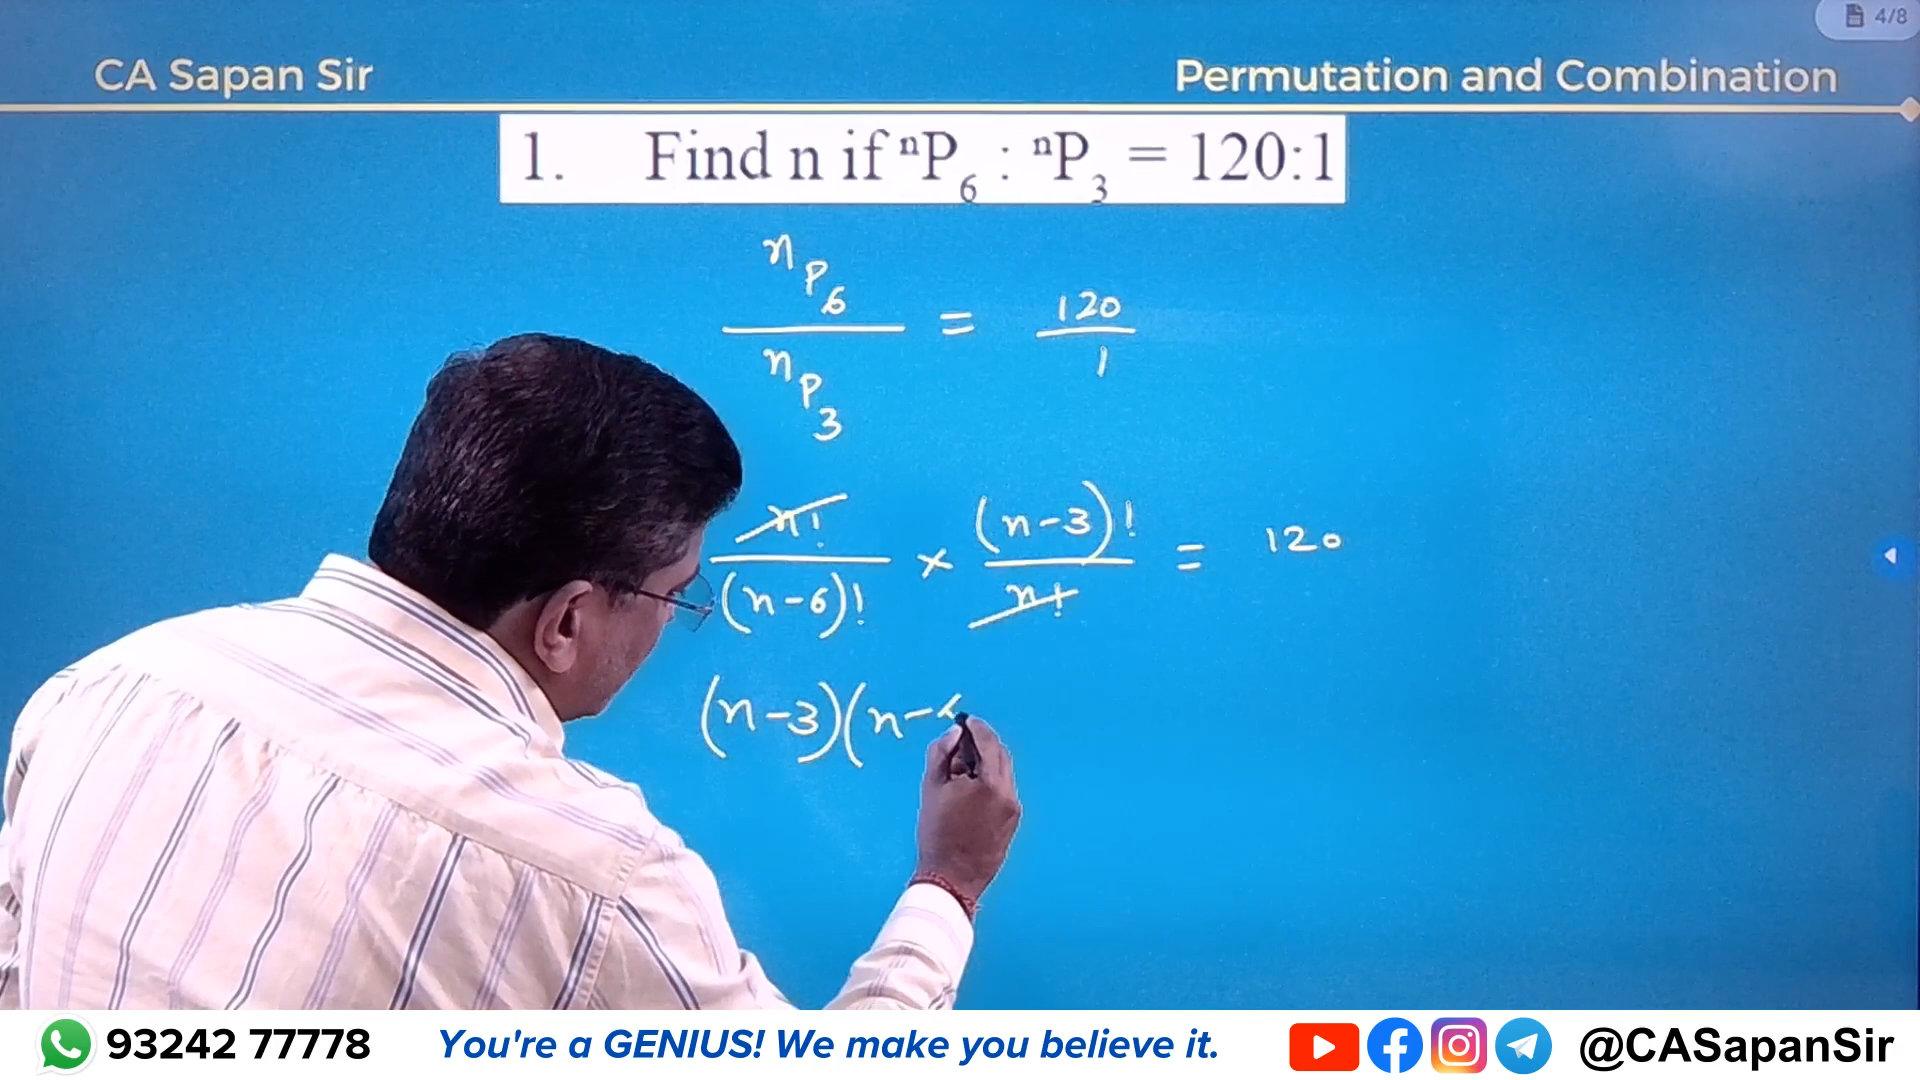 4/8
CA Sapan Sir
Permutation and Combination
1. Find n if ⁿP₆ : ⁿP₃ = 120:1
ⁿP₆ / ⁿP₃ = 120 / 1
n! / (n-6)! × (n-3)! / n! = 120
(n-3)(n-
93242 77778
You're a GENIUS! We make you believe it.
@CASapanSir